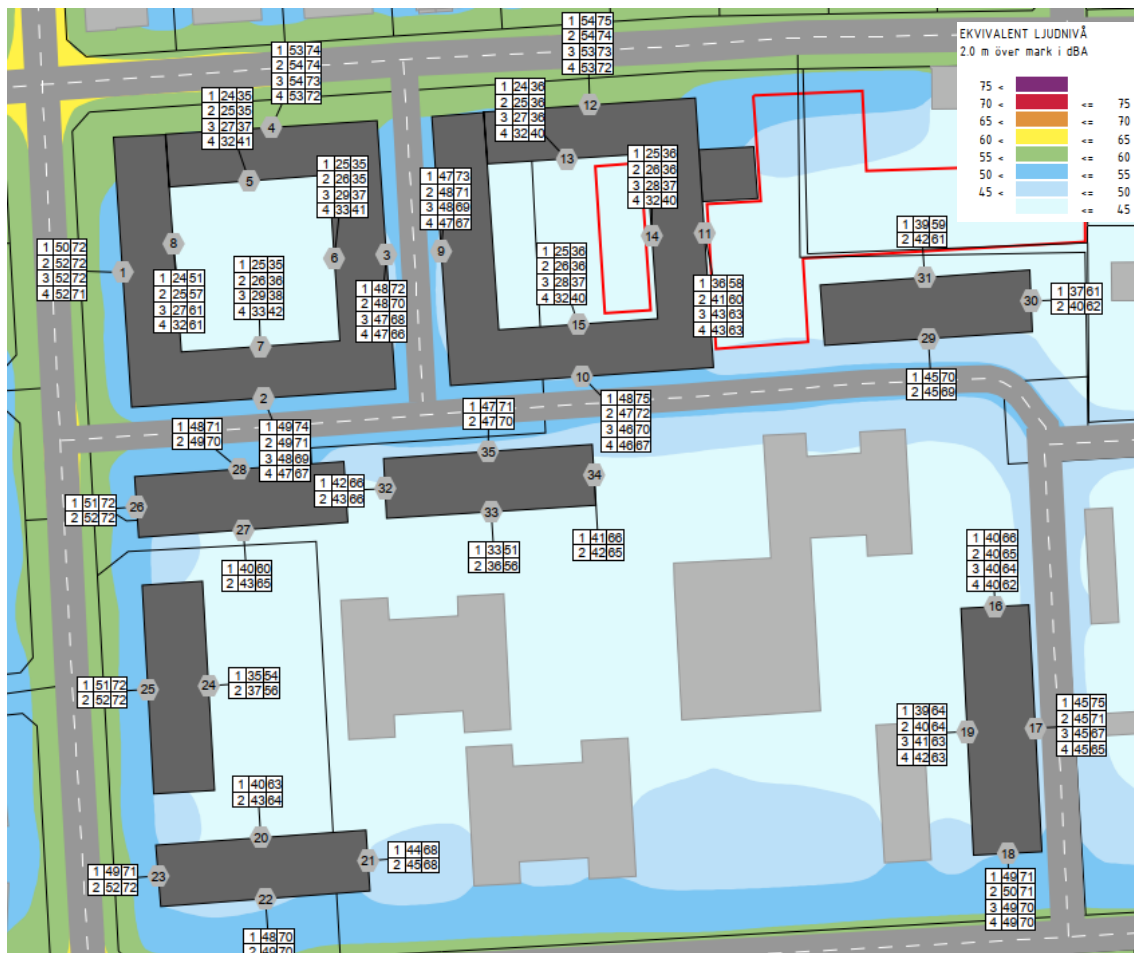 EKVIVALENT LJUDNIVÅ
2.0 m över mark i dBA
75 <
70 < <= 75
65 < <= 70
60 < <= 65
55 < <= 60
50 < <= 55
45 < <= 50
<= 45
1 53 74
2 54 74
3 54 73
4 53 72
4
1 54 75
2 54 74
3 53 73
4 53 72
12
1 24 35
2 25 35
3 27 37
4 32 41
5
1 24 36
2 25 36
3 27 36
4 32 40
13
1 25 35
2 26 35
3 29 37
4 33 41
6
1 47 73
2 48 71
3 48 69
4 47 67
9
1 25 36
2 26 36
3 28 37
4 32 40
14
11
1 50 72
2 52 72
3 52 72
4 52 71
1
8
1 24 51
2 25 57
3 27 61
4 32 61
1 25 35
2 26 36
3 29 38
4 33 42
7
3
1 48 72
2 48 70
3 47 68
4 47 66
1 25 36
2 26 36
3 28 37
4 32 40
15
1 36 58
2 41 60
3 43 63
4 43 63
1 39 59
2 42 61
31
30
1 37 61
2 40 62
29
1 45 70
2 45 69
10
1 48 75
2 47 72
3 46 70
4 46 67
2
1 49 74
2 49 71
3 48 69
4 47 67
1 48 71
2 49 70
28
1 47 71
2 47 70
35
1 51 72
2 52 72
26
1 42 66
2 43 66
32
34
1 41 66
2 42 65
27
1 40 60
2 43 65
33
1 33 51
2 36 56
1 40 66
2 40 65
3 40 64
4 40 62
16
1 51 72
2 52 72
25
24
1 35 54
2 37 56
1 39 64
2 40 64
3 41 63
4 42 63
19
17
1 45 75
2 45 71
3 45 67
4 45 65
1 40 63
2 43 64
20
21
1 44 68
2 45 68
1 49 71
2 52 72
23
22
1 48 70
2 49 70
18
1 49 71
2 50 71
3 49 70
4 49 70